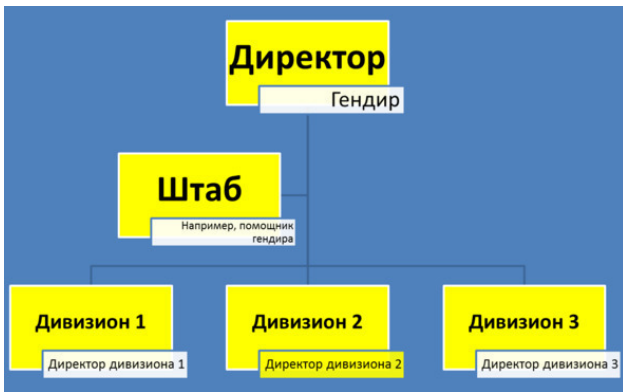 Директор
Гендир
Штаб
Например, помощник
гендира
Дивизион 1
Директор дивизиона 1
Дивизион 2
Директор дивизиона 2
Дивизион 3
Директор дивизиона 3